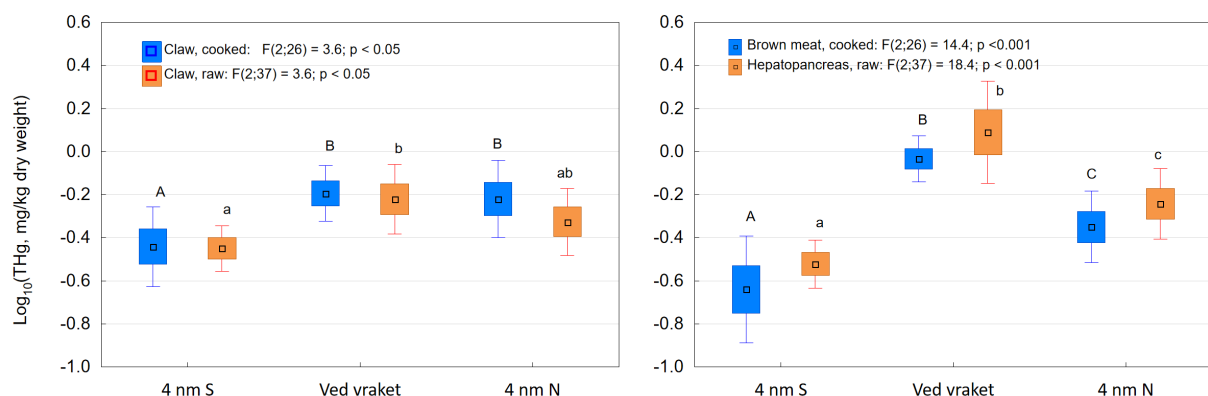 Log10(THg, mg/kg dry weight)
0.6
0.4
0.2
0.0
-0.2
-0.4
-0.6
-0.8
-1.0
Claw, cooked: F(2;26) = 3.6; p < 0.05
Claw, raw: F(2;37) = 3.6; p < 0.05
A
a
B
b
B
ab
4 nm S
Ved vraket
4 nm N
0.6
0.4
0.2
0.0
-0.2
-0.4
-0.6
-0.8
-1.0
Brown meat, cooked: F(2;26) = 14.4; p <0.001
Hepatopancreas, raw: F(2;37) = 18.4; p < 0.001
A
a
B
b
C
c
4 nm S
Ved vraket
4 nm N